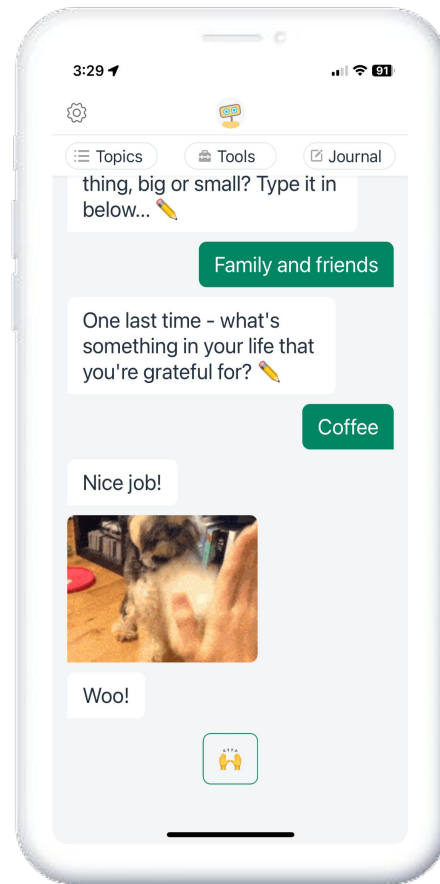 3:29
91
Topics
Tools
Journal
thing, big or small? Type it in
below... ✏️
Family and friends
One last time - what's
something in your life that
you're grateful for? ✏️
Coffee
Nice job!
Woo!
🙌